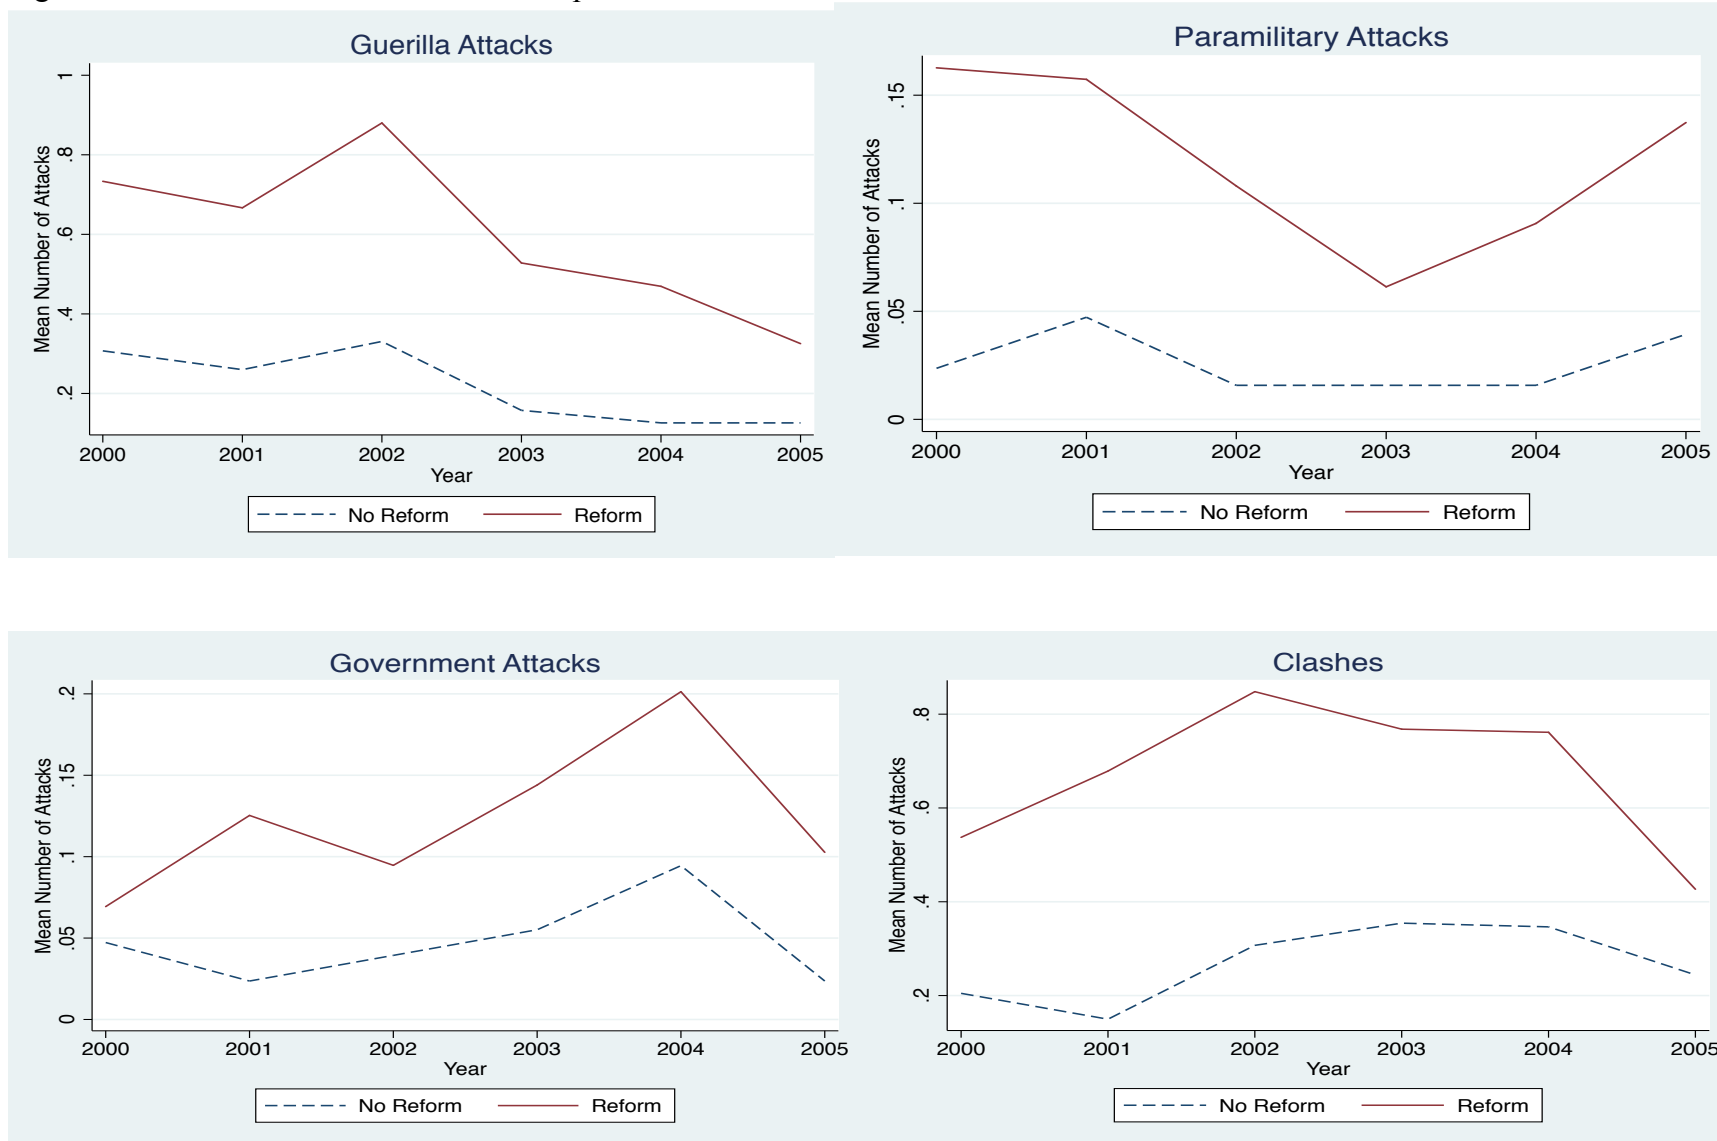 Guerilla Attacks
Mean Number of Attacks
1
.8
.6
.4
.2
2000 2001 2002 2003 2004 2005
Year
No Reform Reform
Paramilitary Attacks
Mean Number of Attacks
.15
.1
.05
0
2000 2001 2002 2003 2004 2005
Year
No Reform Reform
Government Attacks
Mean Number of Attacks
.2
.15
.1
.05
0
2000 2001 2002 2003 2004 2005
Year
No Reform Reform
Clashes
Mean Number of Attacks
.8
.6
.4
.2
2000 2001 2002 2003 2004 2005
Year
No Reform Reform